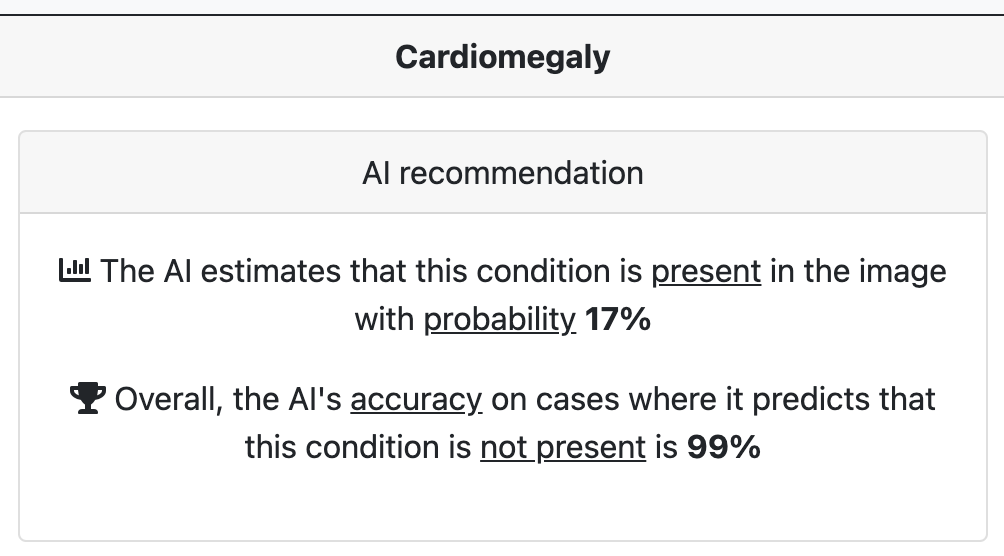 Cardiomegaly
AI recommendation
The AI estimates that this condition is present in the image
with probability 17%
Overall, the AI's accuracy on cases where it predicts that
this condition is not present is 99%